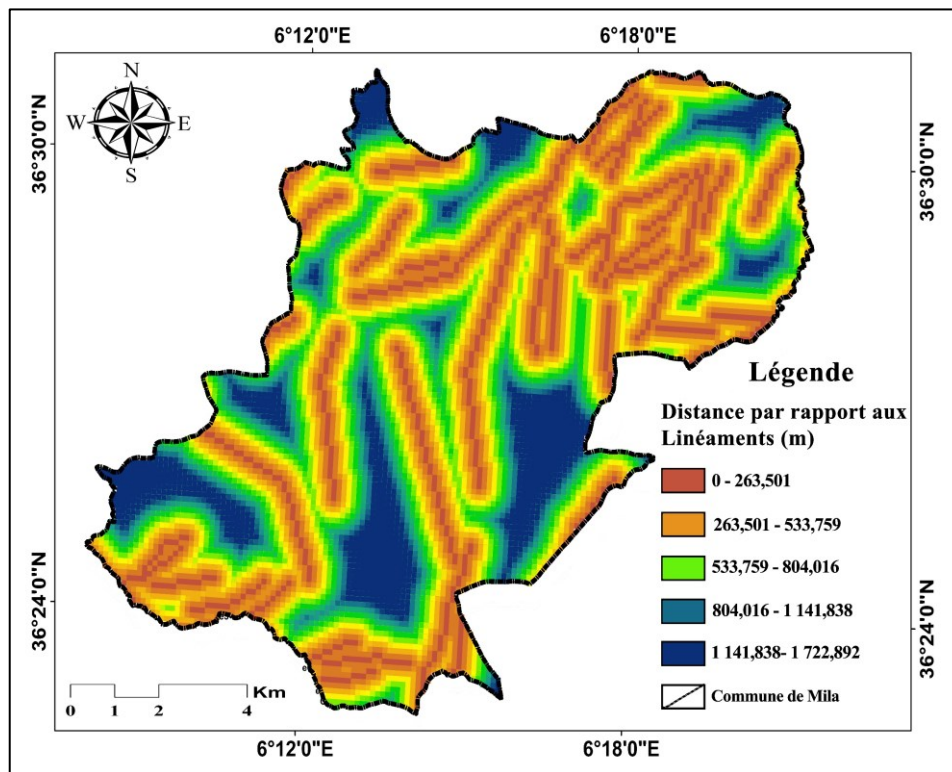 6°12'0"E
6°18'0"E
N
W
E
S
36°30'0"N
36°30'0"N
Légende
Distance par rapport aux
Linéaments (m)
0 - 263,501
263,501 - 533,759
533,759 - 804,016
804,016 - 1 141,838
1 141,838- 1 722,892
Commune de Mila
36°24'0"N
36°24'0"N
Km
0 1 2 4
6°12'0"E
6°18'0"E